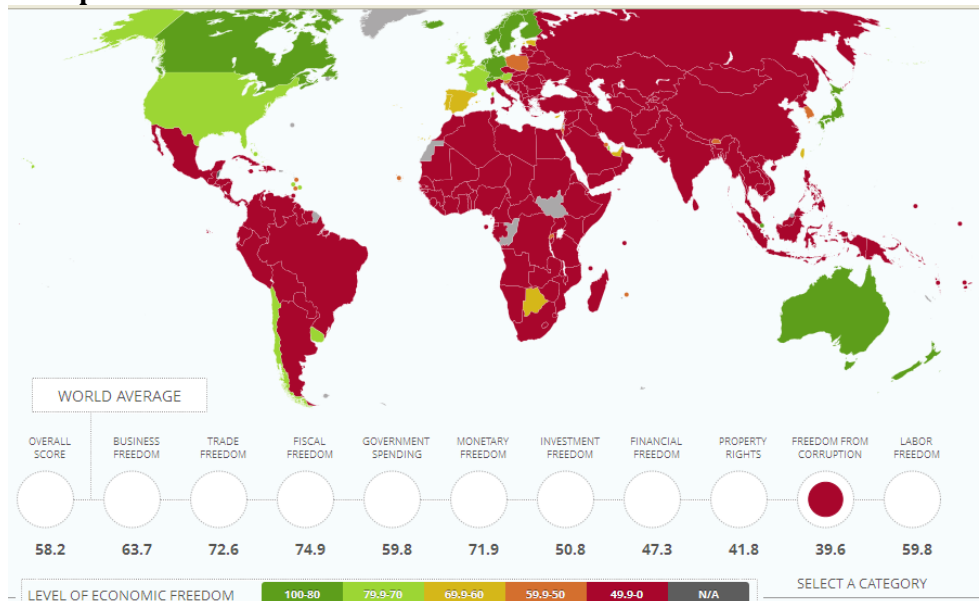 WORLD AVERAGE
OVERALL SCORE
BUSINESS FREEDOM
TRADE FREEDOM
FISCAL FREEDOM
GOVERNMENT SPENDING
MONETARY FREEDOM
INVESTMENT FREEDOM
FINANCIAL FREEDOM
PROPERTY RIGHTS
FREEDOM FROM CORRUPTION
LABOR FREEDOM
58.2 63.7 72.6 74.9 59.8 71.9 50.8 47.3 41.8 39.6 59.8
LEVEL OF ECONOMIC FREEDOM 100-80 79.9-70 69.9-60 59.9-50 49.9-0 N/A
SELECT A CATEGORY